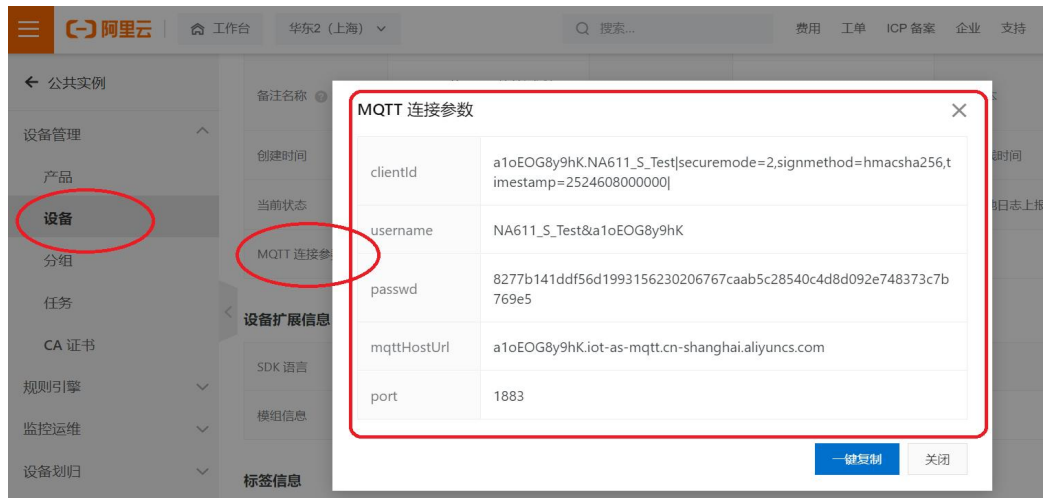 阿里云 工作台 华东2（上海） 搜索... 费用 工单 ICP 备案 企业 支持
公共实例
设备管理
产品
设备
分组
任务
CA 证书
规则引擎
监控运维
设备划归
备注名称
创建时间
当前状态
MQTT 连接参
设备扩展信息
SDK 语言
模组信息
标签信息
时间
日志上报
MQTT 连接参数
clientId
a1oEOG8y9hK.NA611_S_Test|securemode=2,signmethod=hmacsha256,t
imestamp=2524608000000|
username
NA611_S_Test&a1oEOG8y9hK
passwd
8277b141ddf56d1993156230206767caab5c28540c4d8d092e748373c7b
769e5
mqttHostUrl
a1oEOG8y9hK.iot-as-mqtt.cn-shanghai.aliyuncs.com
port
1883
一键复制 关闭